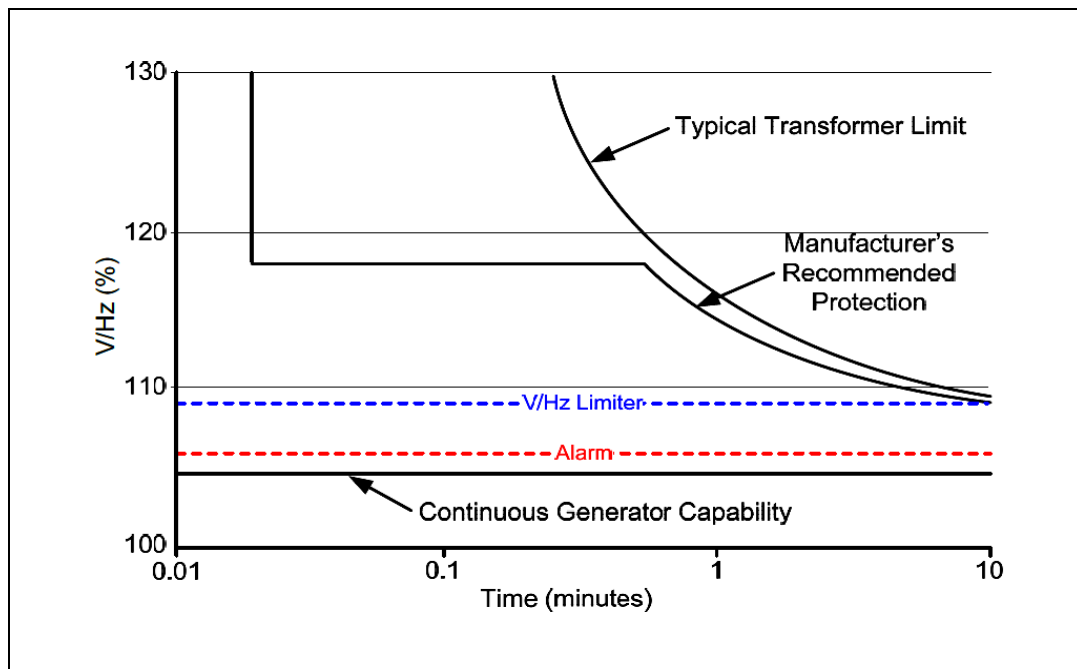 130
Typical Transformer Limit
120
Manufacturer’s
Recommended
Protection
V/Hz (%)
110
V/Hz Limiter
Alarm
Continuous Generator Capability
100
0.01
0.1
1
10
Time (minutes)